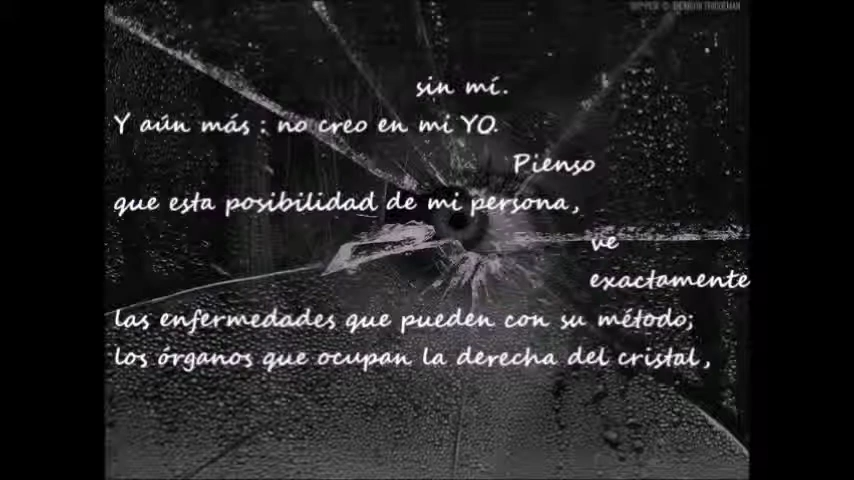 sin mí.
Y aún más : no creo en mi YO.
Pienso
que esta posibilidad de mi persona,
ve
exactamente
las enfermedades que pueden con su método;
los órganos que ocupan la derecha del cristal,